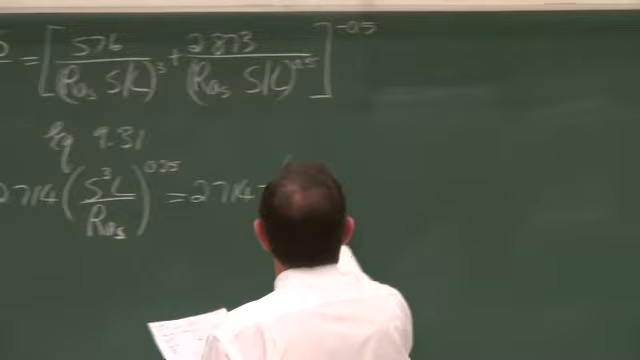 = [ 576 / (Ra_s S/L)^3 + 2.873 / (Ra_s S/L)^0.5 ]^-0.5
Eq 9.31
2.714 ( S^3 L / Ra_s )^0.25 = 2.714